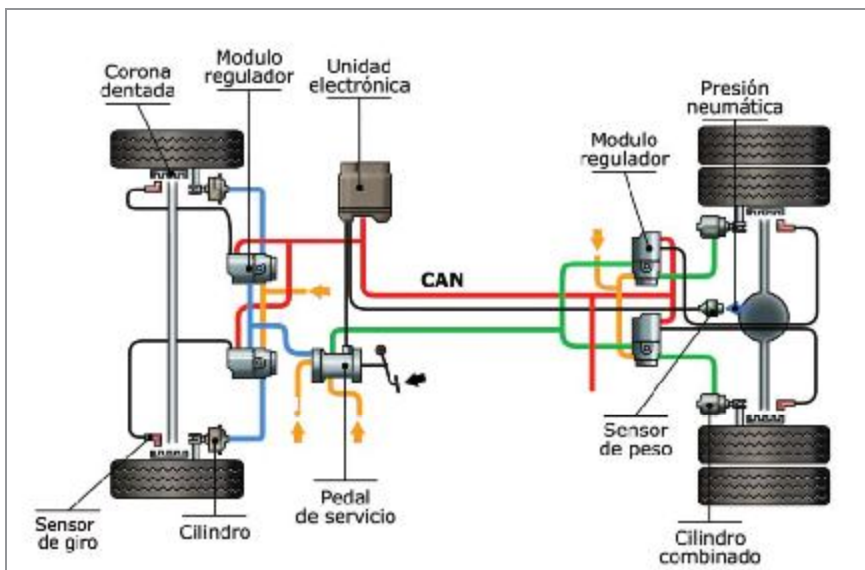 Corona
dentada
Modulo
regulador
Unidad
electrónica
Presión
neumática
Modulo
regulador
CAN
Sensor
de giro
Cilindro
Pedal
de servicio
Sensor
de peso
Cilindro
combinado